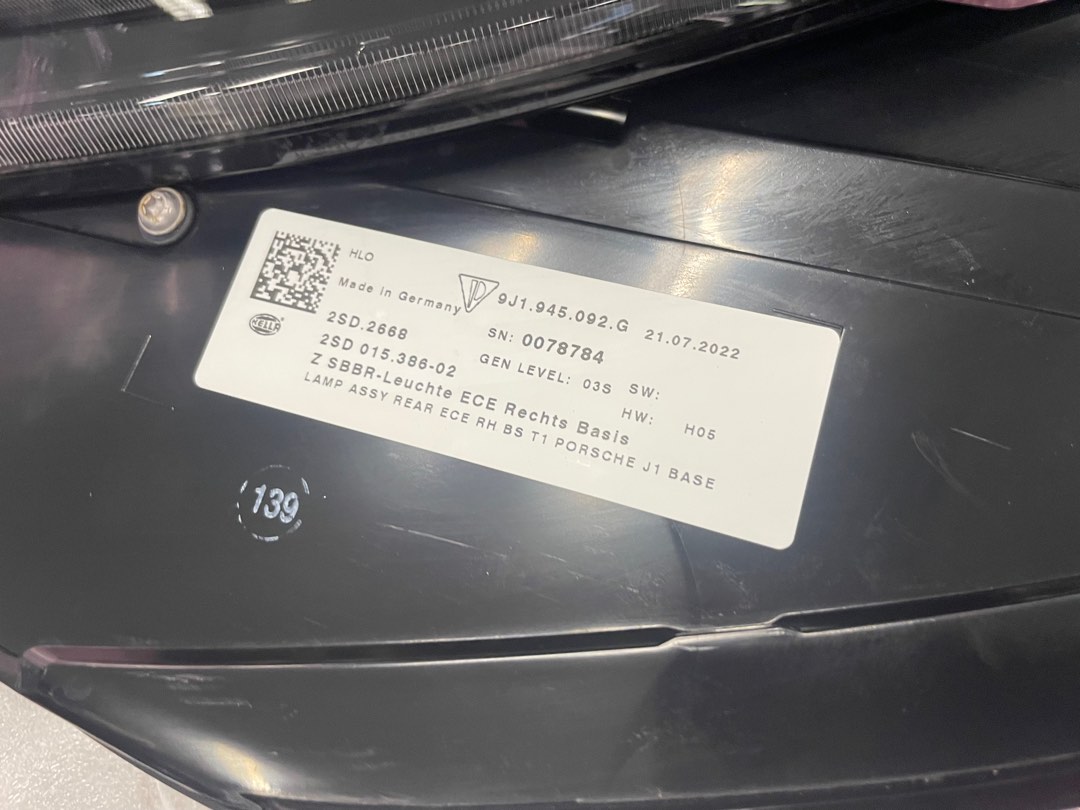 HLO
Made in Germany
9J1.945.092.G 21.07.2022
HELLA
2SD.2668
SN: 0078784
2SD 015.386-02
GEN LEVEL: 03S SW:
HW: H05
Z SBBR-Leuchte ECE Rechts Basis
LAMP ASSY REAR ECE RH BS T1 PORSCHE J1 BASE
139